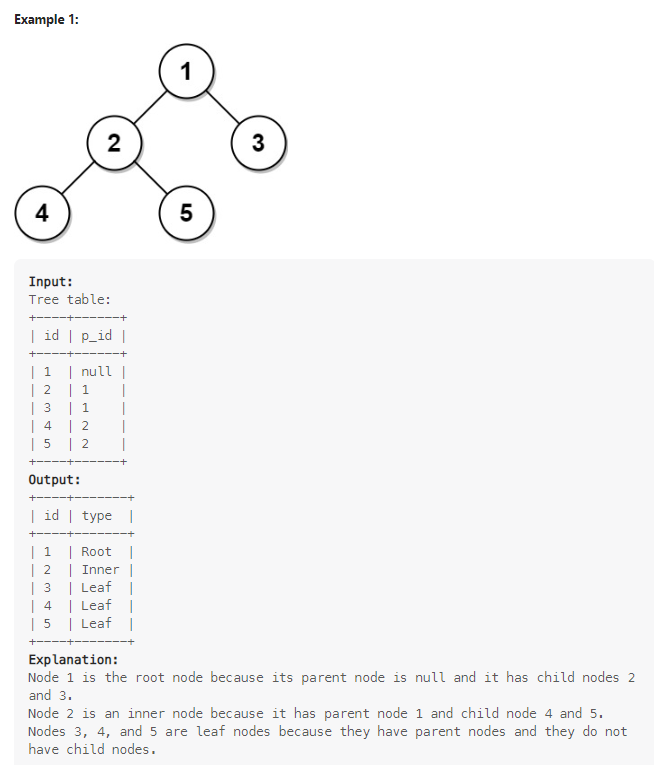 Example 1:
1
2
3
4
5
Input:
Tree table:
+----+------+
| id | p_id |
+----+------+
| 1  | null |
| 2  | 1    |
| 3  | 1    |
| 4  | 2    |
| 5  | 2    |
+----+------+
Output:
+----+-------+
| id | type  |
+----+-------+
| 1  | Root  |
| 2  | Inner |
| 3  | Leaf  |
| 4  | Leaf  |
| 5  | Leaf  |
+----+-------+
Explanation:
Node 1 is the root node because its parent node is null and it has child nodes 2
and 3.
Node 2 is an inner node because it has parent node 1 and child node 4 and 5.
Nodes 3, 4, and 5 are leaf nodes because they have parent nodes and they do not
have child nodes.